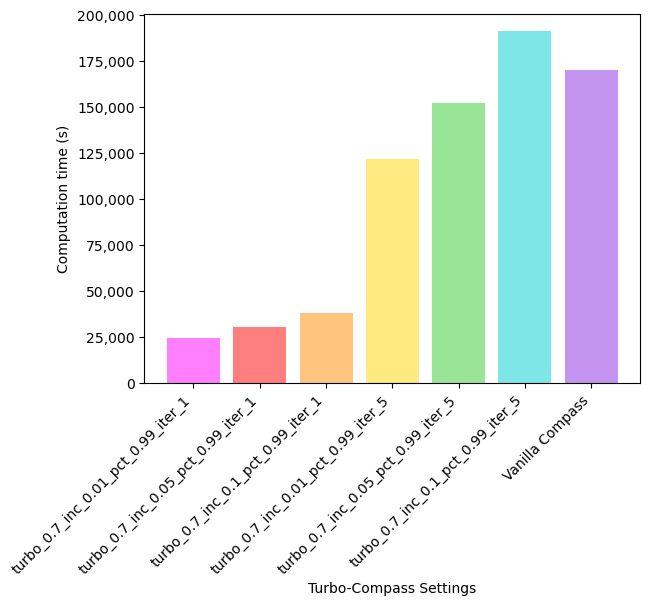 200,000
175,000
150,000
125,000
100,000
75,000
50,000
25,000
0
Computation time (s)
turbo_0.7_inc_0.01_pct_0.99_iter_1
turbo_0.7_inc_0.05_pct_0.99_iter_1
turbo_0.7_inc_0.1_pct_0.99_iter_1
turbo_0.7_inc_0.01_pct_0.99_iter_5
turbo_0.7_inc_0.05_pct_0.99_iter_5
turbo_0.7_inc_0.1_pct_0.99_iter_5
Vanilla Compass
Turbo-Compass Settings